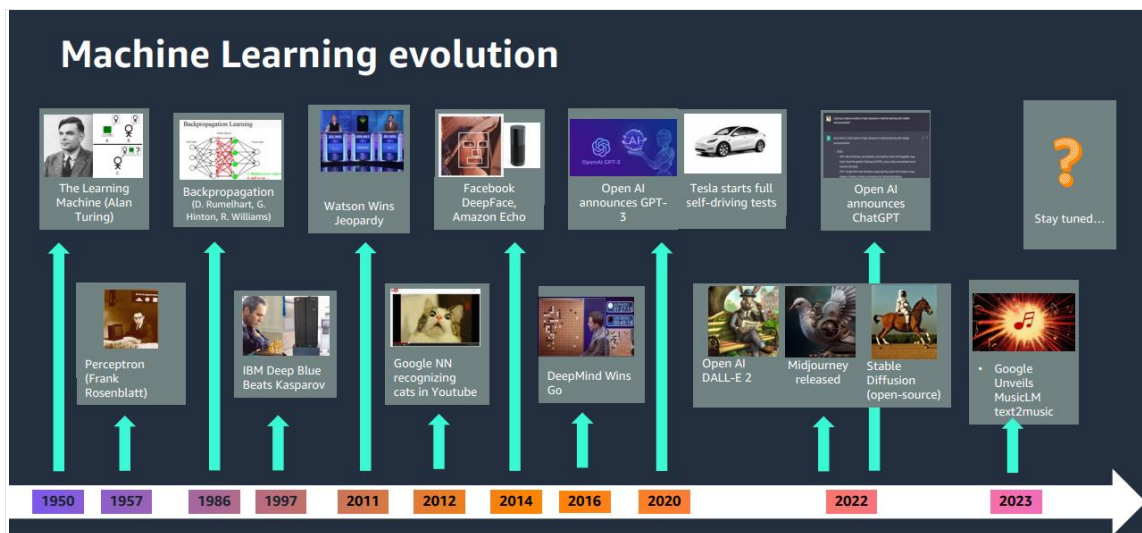 Machine Learning evolution
The Learning
Machine (Alan
Turing)
Backpropagation Learning
Backpropagation
(D. Rumelhart, G.
Hinton, R. Williams)
Watson Wins
Jeopardy
Facebook
DeepFace,
Amazon Echo
OpenAI GPT-3
AI
Open AI
announces GPT-
3
Tesla starts full
self-driving tests
Open AI
announces
ChatGPT
?
Stay tuned...
Perceptron
(Frank
Rosenblatt)
IBM Deep Blue
Beats Kasparov
Google NN
recognizing
cats in Youtube
DeepMind Wins
Go
Open AI
DALL-E 2
Midjourney
released
Stable
Diffusion
(open-source)
• Google
Unveils
MusicLM
text2music
1950
1957
1986
1997
2011
2012
2014
2016
2020
2022
2023